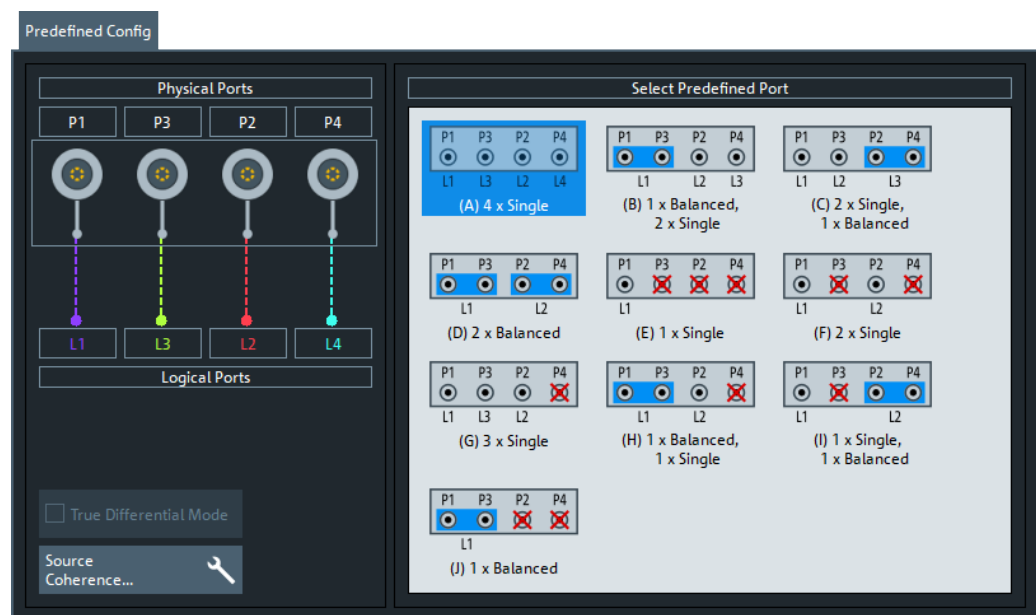 Predefined Config
Physical Ports
P1 P3 P2 P4
L1 L3 L2 L4
Logical Ports
True Differential Mode
Source
Coherence...
Select Predefined Port
P1 P3 P2 P4
L1 L3 L2 L4
(A) 4 x Single
P1 P3 P2 P4
L1 L2 L3
(B) 1 x Balanced,
2 x Single
P1 P3 P2 P4
L1 L2 L3
(C) 2 x Single,
1 x Balanced
P1 P3 P2 P4
L1 L2
(D) 2 x Balanced
P1 P3 P2 P4
L1
(E) 1 x Single
P1 P3 P2 P4
L1 L2
(F) 2 x Single
P1 P3 P2 P4
L1 L3 L2
(G) 3 x Single
P1 P3 P2 P4
L1 L2
(H) 1 x Balanced,
1 x Single
P1 P3 P2 P4
L1 L2
(I) 1 x Single,
1 x Balanced
P1 P3 P2 P4
L1
(J) 1 x Balanced